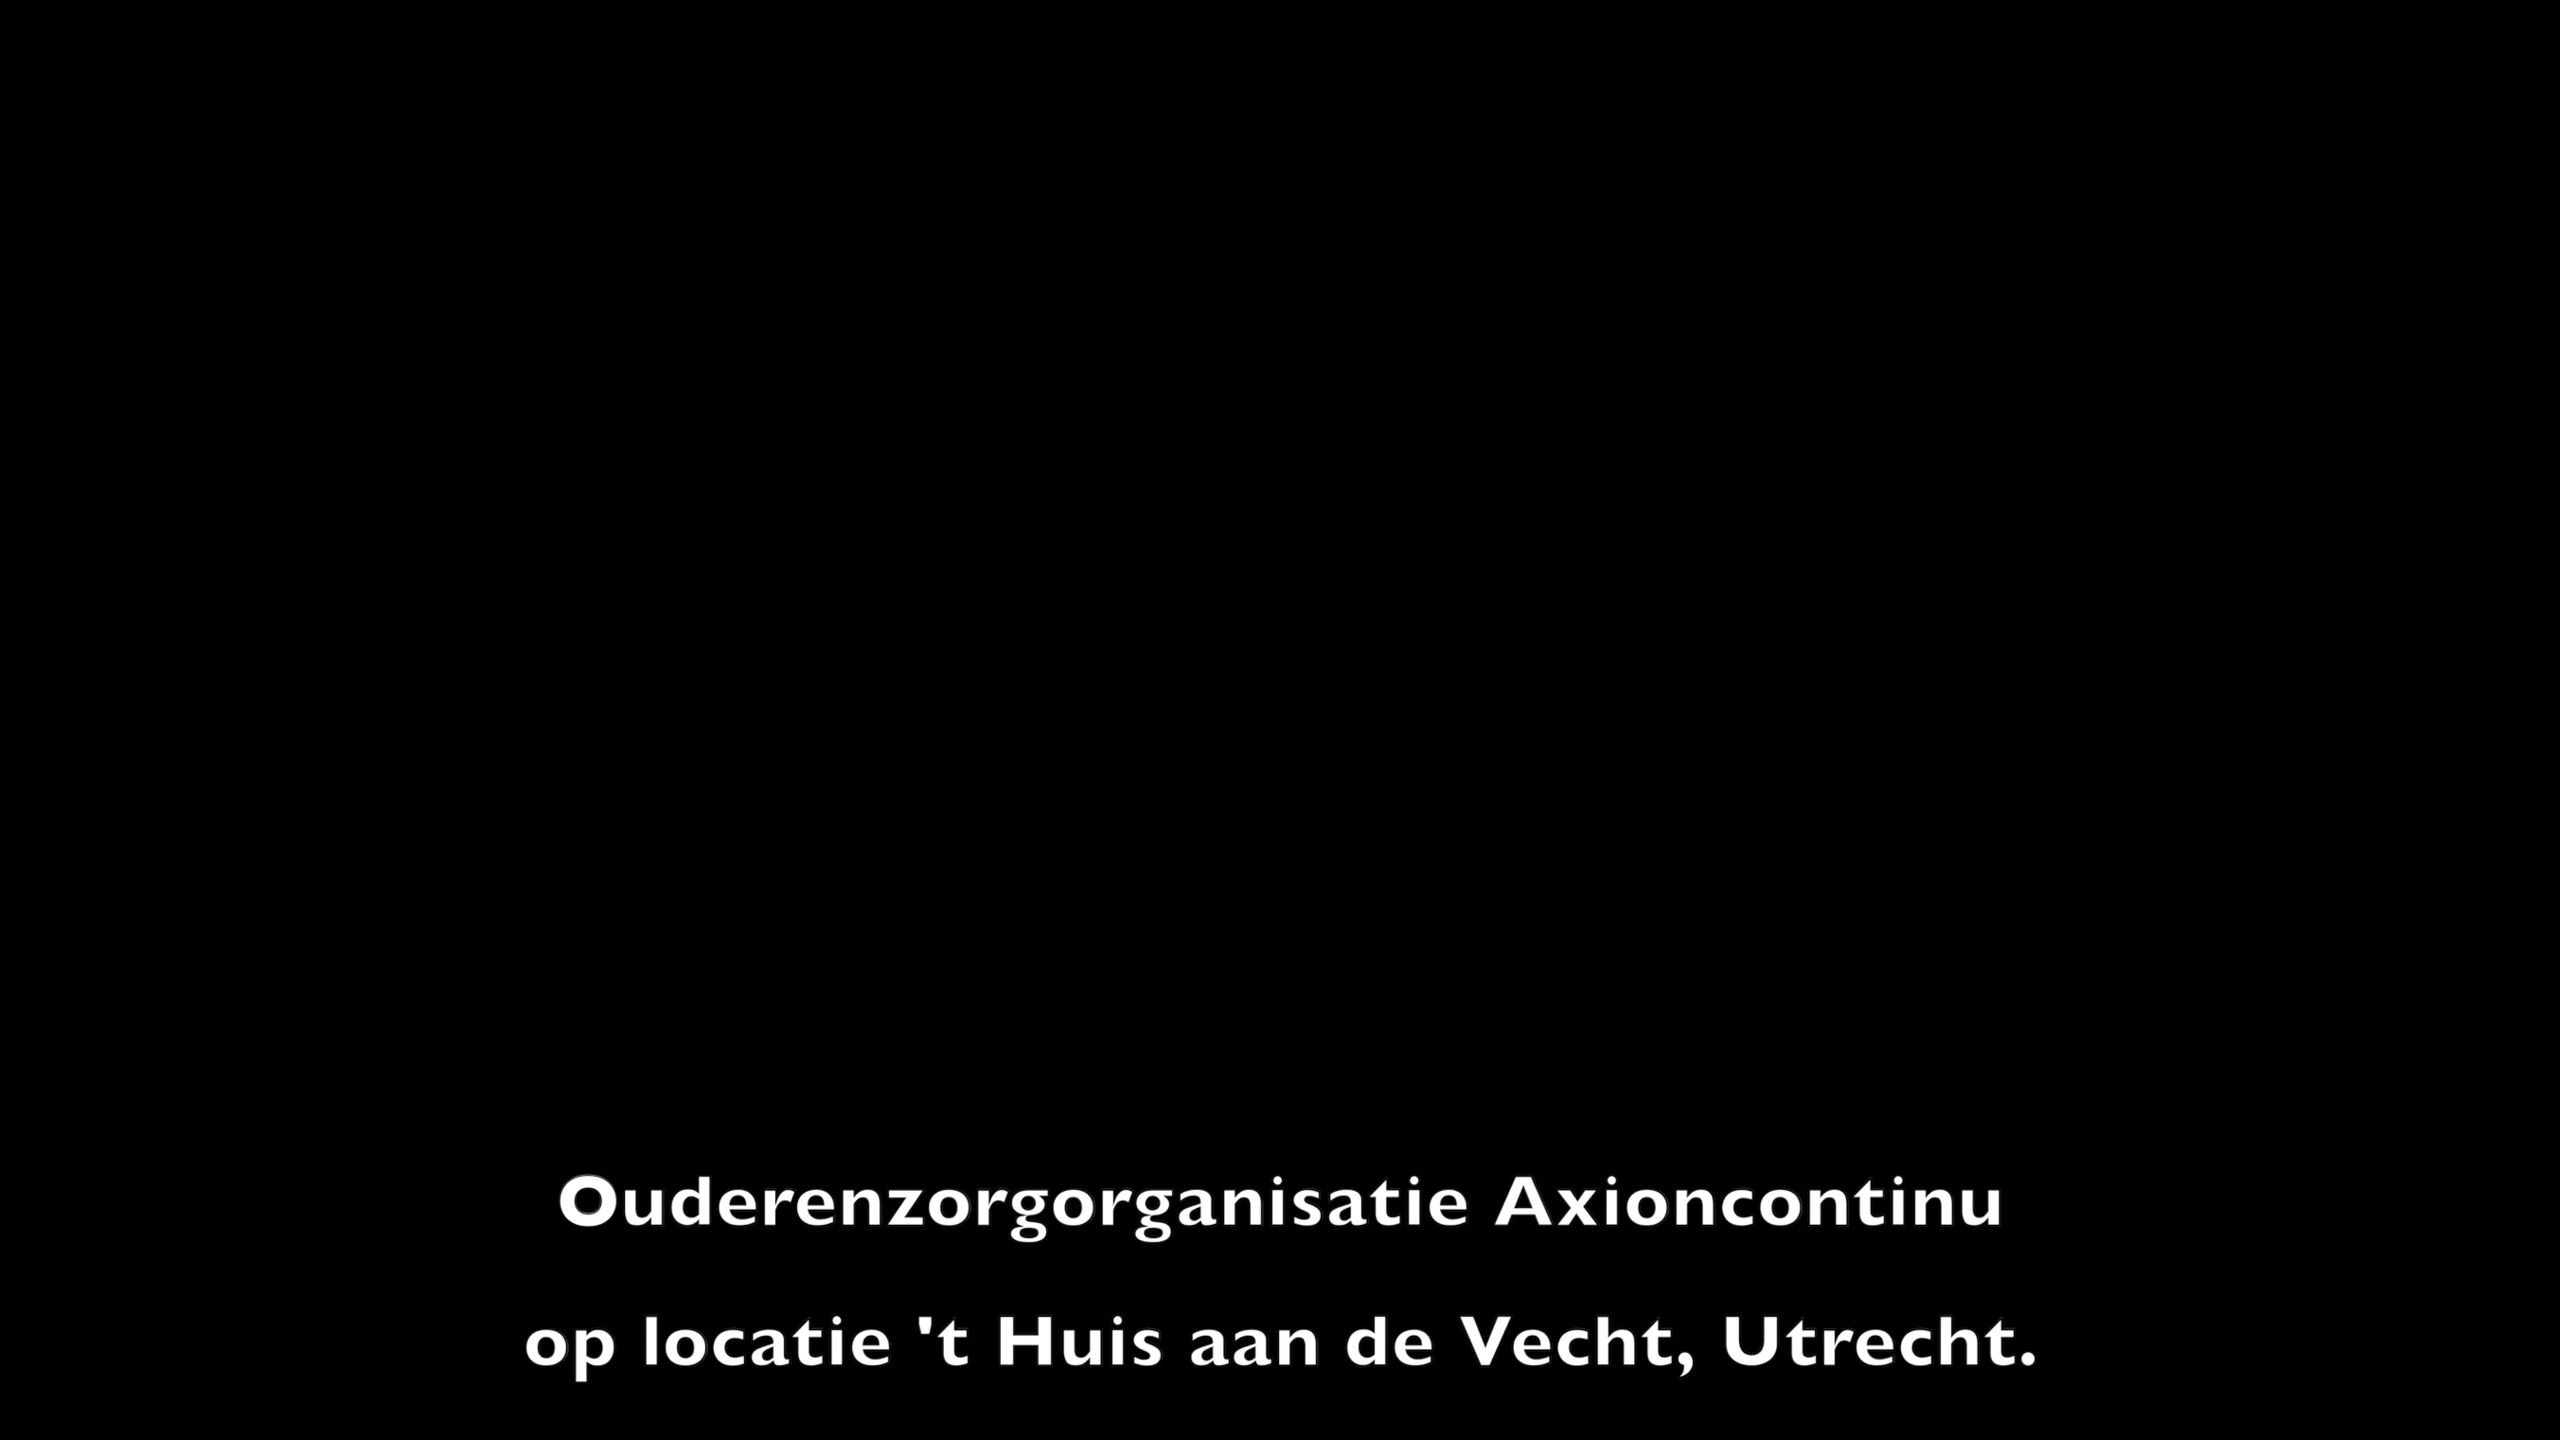 Ouderenzorgorganisatie Axioncontinu
op locatie 't Huis aan de Vecht, Utrecht.